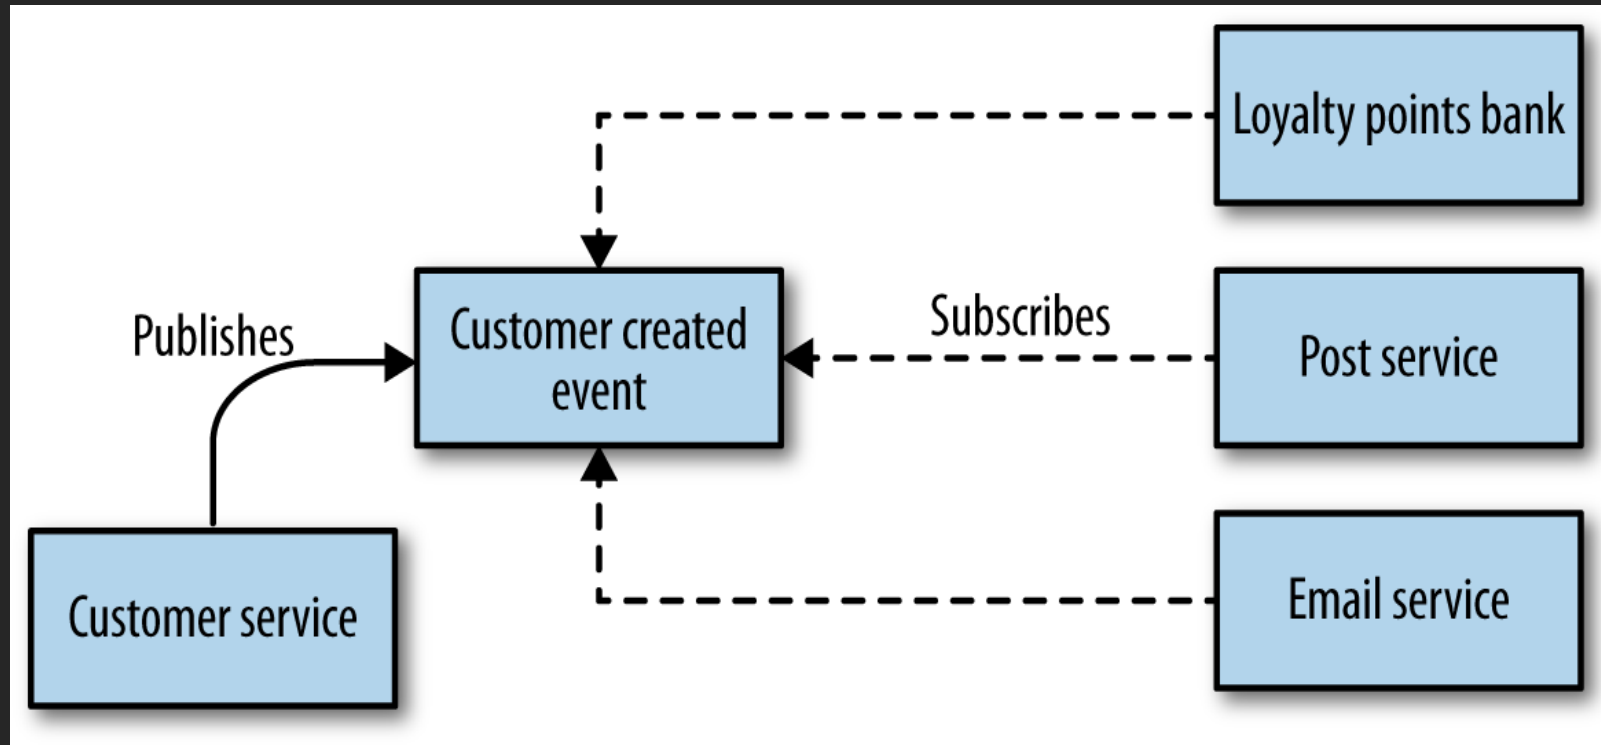 Loyalty points bank
Publishes
Customer created
event
Subscribes
Post service
Customer service
Email service